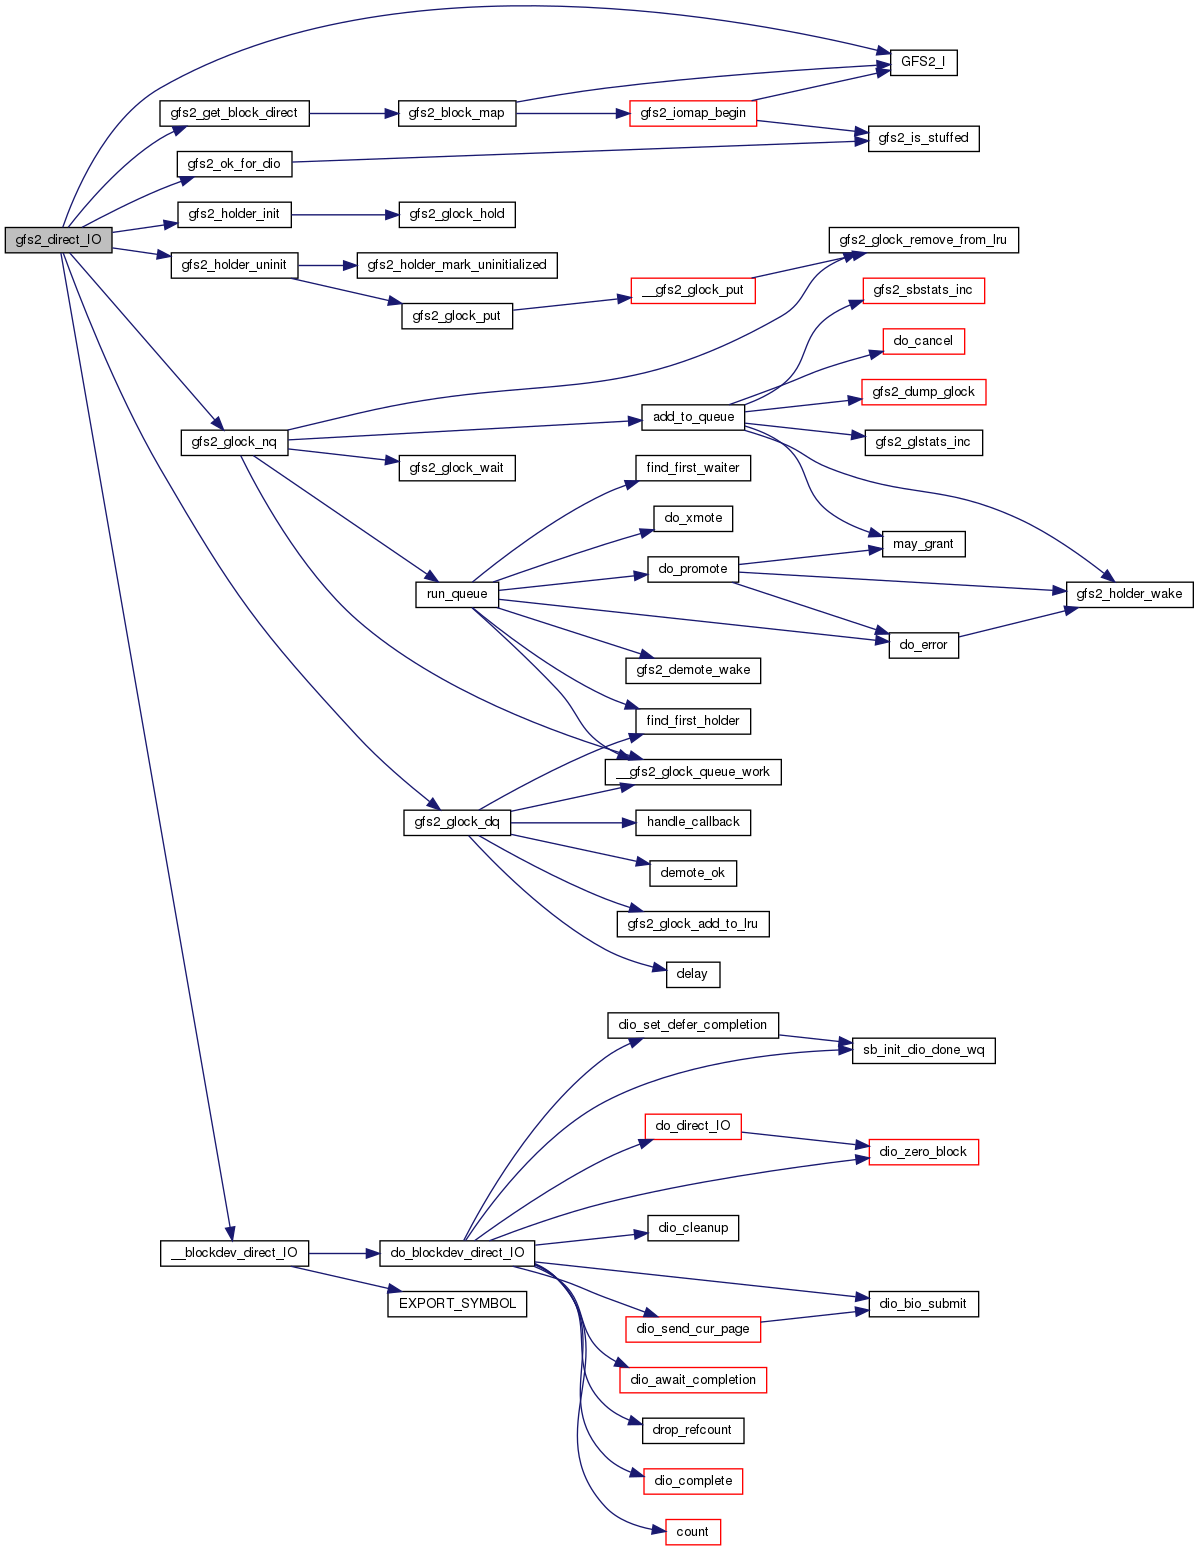 GFS2_I
gfs2_get_block_direct
gfs2_block_map
gfs2_iomap_begin
gfs2_is_stuffed
gfs2_ok_for_dio
gfs2_holder_init
gfs2_glock_hold
gfs2_direct_IO
gfs2_glock_remove_from_lru
gfs2_holder_uninit
gfs2_holder_mark_uninitialized
__gfs2_glock_put
gfs2_sbstats_inc
gfs2_glock_put
do_cancel
gfs2_dump_glock
add_to_queue
gfs2_glock_nq
gfs2_glstats_inc
gfs2_glock_wait
find_first_waiter
do_xmote
may_grant
do_promote
run_queue
gfs2_holder_wake
do_error
gfs2_demote_wake
find_first_holder
__gfs2_glock_queue_work
gfs2_glock_dq
handle_callback
demote_ok
gfs2_glock_add_to_lru
delay
dio_set_defer_completion
sb_init_dio_done_wq
do_direct_IO
dio_zero_block
dio_cleanup
__blockdev_direct_IO
do_blockdev_direct_IO
EXPORT_SYMBOL
dio_bio_submit
dio_send_cur_page
dio_await_completion
drop_refcount
dio_complete
count